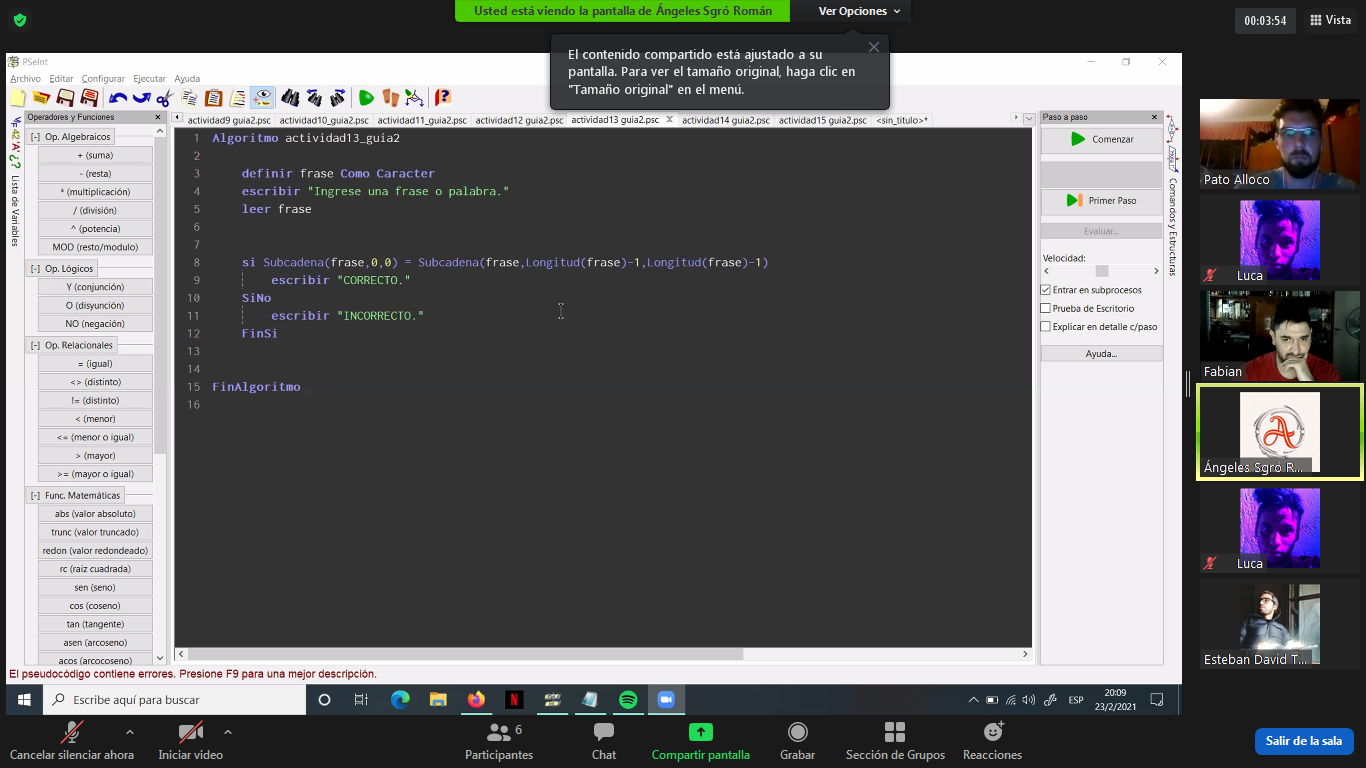 Usted está viendo la pantalla de Ángeles Sgró Román
Ver Opciones
00:03:54
Vista
El contenido compartido está ajustado a su
pantalla. Para ver el tamaño original, haga clic en
"Tamaño original" en el menú.
PSeInt
Archivo Editar Configurar Ejecutar Ayuda
Operadores y Funciones
actividad9 guia2.psc actividad10_guia2.psc actividad11_guia2.psc actividad12 guia2.psc actividad13 guia2.psc actividad14 guia2.psc actividad15 guia2.psc <sin_titulo>*
Lista de Variables
[-] Op. Algebraicos
+ (suma)
- (resta)
* (multiplicación)
/ (división)
^ (potencia)
MOD (resto/modulo)
[-] Op. Lógicos
Y (conjunción)
O (disyunción)
NO (negación)
[-] Op. Relacionales
= (igual)
<> (distinto)
!= (distinto)
< (menor)
<= (menor o igual)
> (mayor)
>= (mayor o igual)
[-] Func. Matemáticas
abs (valor absoluto)
trunc (valor truncado)
redon (valor redondeado)
rc (raíz cuadrada)
sen (seno)
cos (coseno)
tan (tangente)
asen (arcoseno)
acos (arcocoseno)
1 Algoritmo actividad13_guia2
2
3 definir frase Como Caracter
4 escribir "Ingrese una frase o palabra."
5 leer frase
6
7
8 si Subcadena(frase,0,0) = Subcadena(frase,Longitud(frase)-1,Longitud(frase)-1)
9 escribir "CORRECTO."
10 SiNo
11 escribir "INCORRECTO."
12 FinSi
13
14
15 FinAlgoritmo
16
Paso a paso
Comenzar
Primer Paso
Evaluar...
Velocidad:
Entrar en subprocesos
Prueba de Escritorio
Explicar en detalle c/paso
Ayuda...
Comandos y Estructuras
El pseudocódigo contiene errores. Presione F9 para una mejor descripción.
Escribe aquí para buscar
ESP
20:09
23/2/2021
Pato Alloco
Luca
Fabian
Ángeles Sgró R...
Luca
Esteban David T...
Cancelar silenciar ahora
Iniciar video
Participantes
6
Chat
Compartir pantalla
Grabar
Sección de Grupos
Reacciones
Salir de la sala